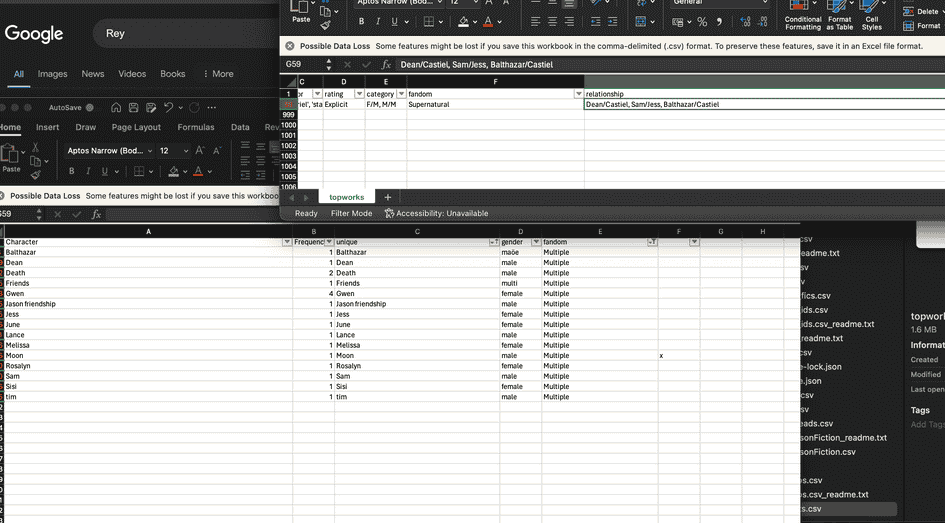 Google
Rey
All Images News Videos Books More
AutoSave
Home Insert Draw Page Layout Formulas Data Rev
Paste
Aptos Narrow (Bod... 12 A A
B I U A
Possible Data Loss Some features might be lost if you save this workboo
G59 fx
A B C D E F G H
Character Frequenc unique gender fandom
Balthazar 1 Balthazar maöe Multiple
Dean 1 Dean male Multiple
Death 2 Death male Multiple
Friends 1 Friends multi Multiple
Gwen 4 Gwen female Multiple
Jason friendship 1 Jason friendship male Multiple
Jess 1 Jess female Multiple
June 1 June female Multiple
Lance 1 Lance male Multiple
Melissa 1 Melissa female Multiple
Moon 1 Moon male Multiple x
Rosalyn 1 Rosalyn female Multiple
Sam 1 Sam male Multiple
Sisi 1 Sisi female Multiple
tim 1 tim male Multiple
Paste
Aptos Narrow (Bod... 12 A A
B I U A
General
%
Conditional Formatting
Format as Table
Cell Styles
Delete
Format
Possible Data Loss Some features might be lost if you save this workbook in the comma-delimited (.csv) format. To preserve these features, save it in an Excel file format.
G59 fx Dean/Castiel, Sam/Jess, Balthazar/Castiel
C D E F
1 or rating category fandom relationship
iel', 'sta Explicit F/M, M/M Supernatural Dean/Castiel, Sam/Jess, Balthazar/Castiel
999
1000
1001
1002
1003
1004
1005
1006
topworks +
Ready Filter Mode Accessibility: Unavailable
csv
eadme.txt
sv
v
fics.csv
ids.csv
ids.csv_readme.txt
readme.txt
csv
e-lock.json
e.json
csv
sv
eads.csv
sonFiction_readme.txt
sonFiction.csv
os.csv
os.csv_readme.txt
ts.csv
topwor
1.6 MB
Informat
Created
Modified
Last open
Tags
Add Tags